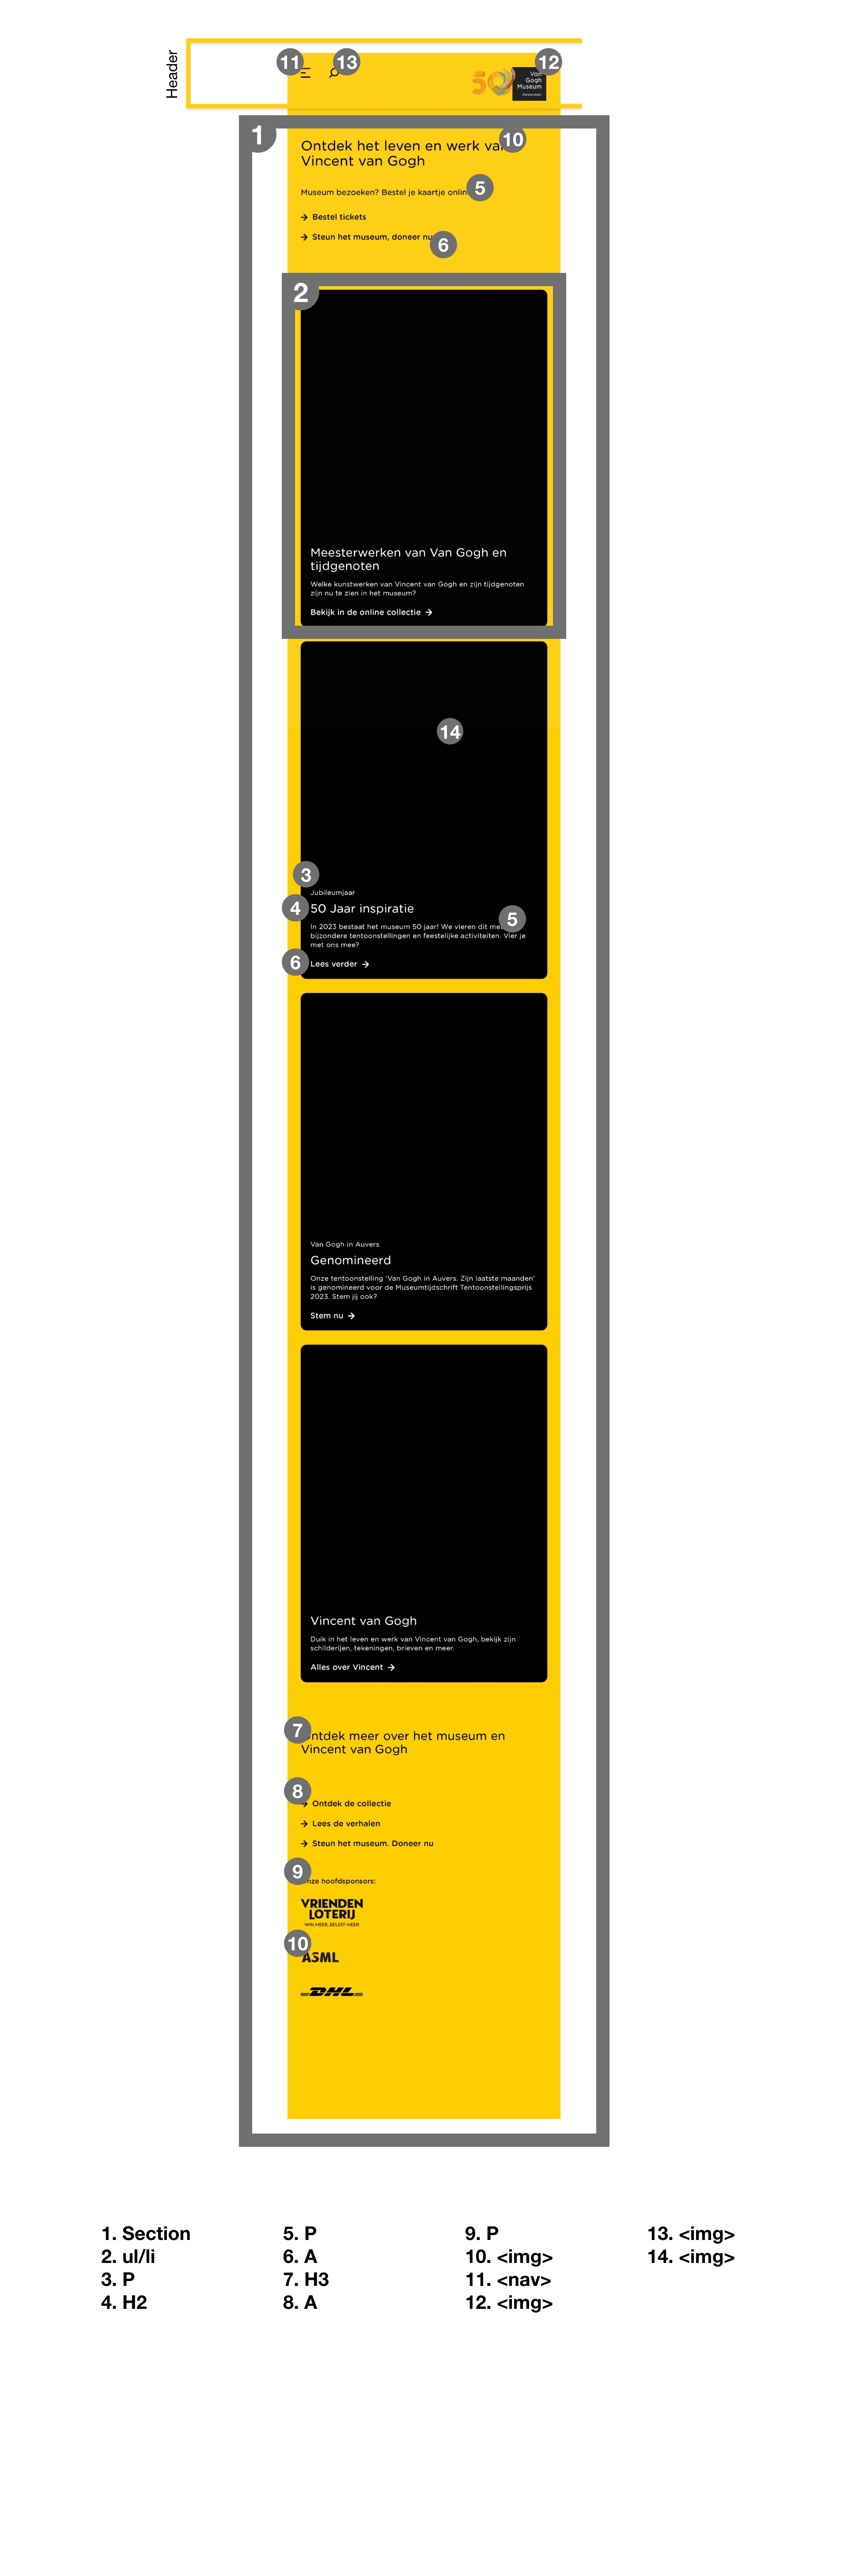 Header
11
13
12
50
Van
Gogh
Museum
Amsterdam
1
10
Ontdek het leven en werk van
Vincent van Gogh
5
Museum bezoeken? Bestel je kaartje online
Bestel tickets
Steun het museum, doneer nu
6
2
Meesterwerken van Van Gogh en
tijdgenoten
Welke kunstwerken van Vincent van Gogh en zijn tijdgenoten
zijn nu te zien in het museum?
Bekijk in de online collectie
14
3
Jubileumjaar
4
50 Jaar inspiratie
5
In 2023 bestaat het museum 50 jaar! We vieren dit met
bijzondere tentoonstellingen en feestelijke activiteiten. Vier je
met ons mee?
6
Lees verder
Van Gogh in Auvers
Genomineerd
Onze tentoonstelling 'Van Gogh in Auvers. Zijn laatste maanden'
is genomineerd voor de Museumtijdschrift Tentoonstellingsprijs
2023. Stem jij ook?
Stem nu
Vincent van Gogh
Duik in het leven en werk van Vincent van Gogh, bekijk zijn
schilderijen, tekeningen, brieven en meer.
Alles over Vincent
7
Ontdek meer over het museum en
Vincent van Gogh
8
Ontdek de collectie
Lees de verhalen
Steun het museum. Doneer nu
9
Onze hoofdsponsors:
VRIENDEN
LOTERIJ
WIN MEER, BELEEF MEER
10
ASML
DHL
1. Section
2. ul/li
3. P
4. H2
5. P
6. A
7. H3
8. A
9. P
10. <img>
11. <nav>
12. <img>
13. <img>
14. <img>